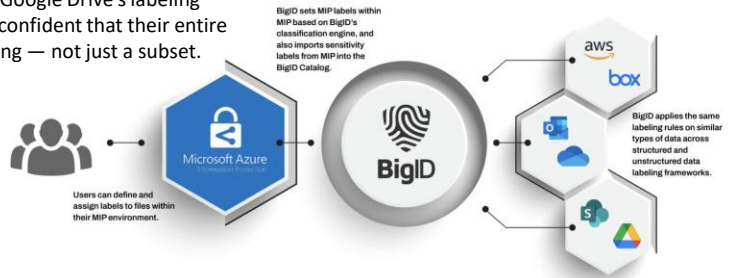 Google Drive's labeling
confident that their entire
ng — not just a subset.
BigID sets MIP labels within
MIP based on BigID's
classification engine, and
also imports sensitivity
labels from MIP into the
BigID Catalog.
aws
box
Microsoft Azure
Information Protection
BigID
BigID applies the same
labeling rules on similar
types of data across
structured and
unstructured data
labeling frameworks.
Users can define and
assign labels to files within
their MIP environment.